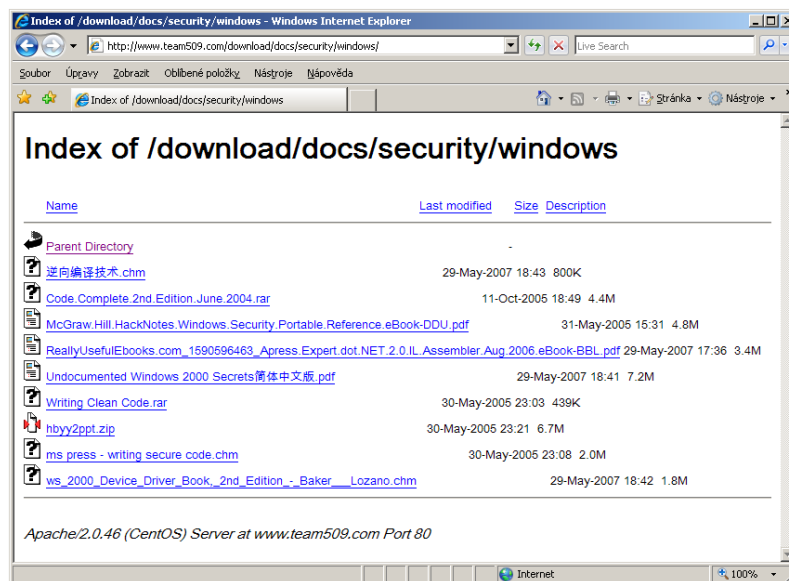 Index of /download/docs/security/windows - Windows Internet Explorer
http://www.team509.com/download/docs/security/windows/ Live Search
Soubor Úpravy Zobrazit Oblíbené položky Nástroje Nápověda
Index of /download/docs/security/windows Stránka Nástroje
Index of /download/docs/security/windows
Name Last modified Size Description
Parent Directory -
逆向编译技术.chm 29-May-2007 18:43 800K
Code.Complete.2nd.Edition.June.2004.rar 11-Oct-2005 18:49 4.4M
McGraw.Hill.HackNotes.Windows.Security.Portable.Reference.eBook-DDU.pdf 31-May-2005 15:31 4.8M
ReallyUsefulEbooks.com_1590596463_Apress.Expert.dot.NET.2.0.IL.Assembler.Aug.2006.eBook-BBL.pdf 29-May-2007 17:36 3.4M
Undocumented Windows 2000 Secrets简体中文版.pdf 29-May-2007 18:41 7.2M
Writing Clean Code.rar 30-May-2005 23:03 439K
hbyy2ppt.zip 30-May-2005 23:21 6.7M
ms press - writing secure code.chm 30-May-2005 23:08 2.0M
ws_2000_Device_Driver_Book,_2nd_Edition_-_Baker___Lozano.chm 29-May-2007 18:42 1.8M
Apache/2.0.46 (CentOS) Server at www.team509.com Port 80
Internet 100%